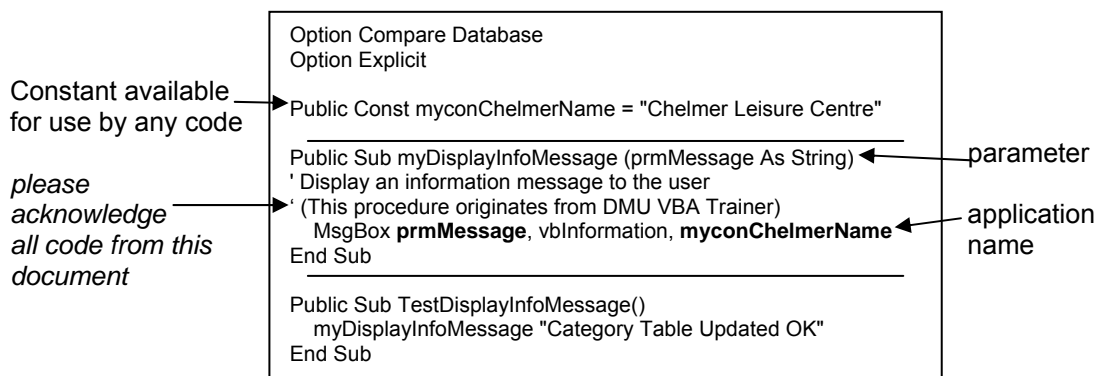 Option Compare Database
Option Explicit
Constant available
for use by any code
Public Const myconChelmerName = "Chelmer Leisure Centre"
Public Sub myDisplayInfoMessage (prmMessage As String)
parameter
' Display an information message to the user
please
acknowledge
all code from this
document
‘ (This procedure originates from DMU VBA Trainer)
MsgBox prmMessage, vbInformation, myconChelmerName
application
name
End Sub
Public Sub TestDisplayInfoMessage()
myDisplayInfoMessage "Category Table Updated OK"
End Sub